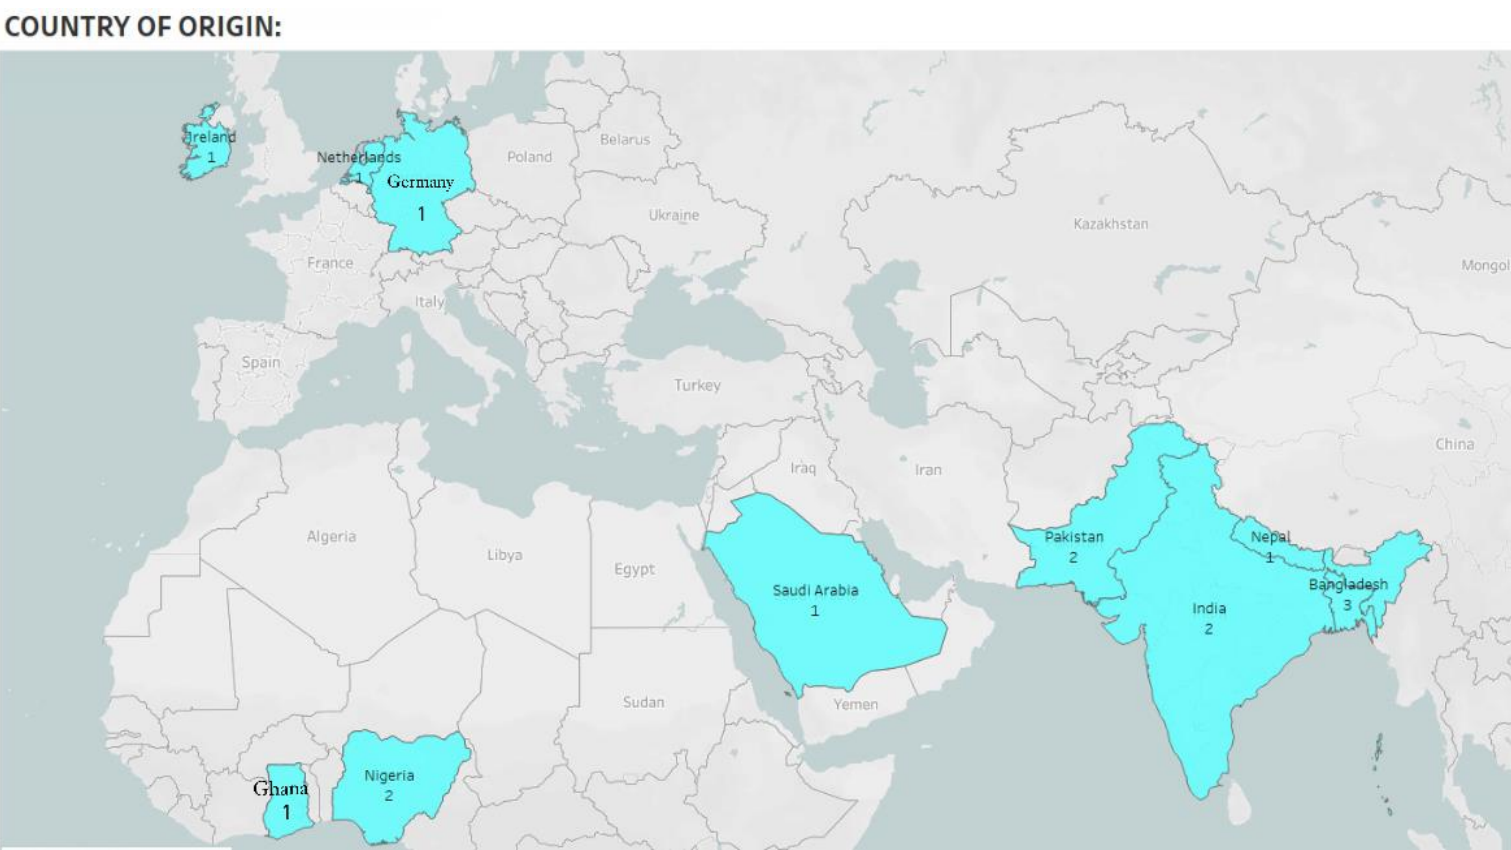 COUNTRY OF ORIGIN:
Ireland
1
Netherlands
1
Germany
1
Poland
Belarus
Ukraine
Kazakhstan
Mongol
France
Italy
Spain
Turkey
Iraq
Iran
China
Algeria
Libya
Egypt
Saudi Arabia
1
Pakistan
2
Nepal
1
Bangladesh
3
India
2
Sudan
Yemen
Ghana
1
Nigeria
2